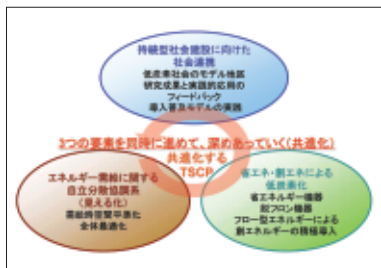 持続型社会建設に向けた
社会連携
低炭素社会のモデル地区
研究成果と実践的応用の
フィードバック
導入普及モデルの実践
3つの要素を同時に進めて、深めあっていく(共進化)
共進化する
TSCP
エネルギー需給に関する
自立分散協調系
(見える化)
需給時空間平準化
全体最適化
省エネ・創エネによる
低炭素化
省エネルギー機器
脱フロン機器
フロー型エネルギーによる
創エネルギーの積極導入